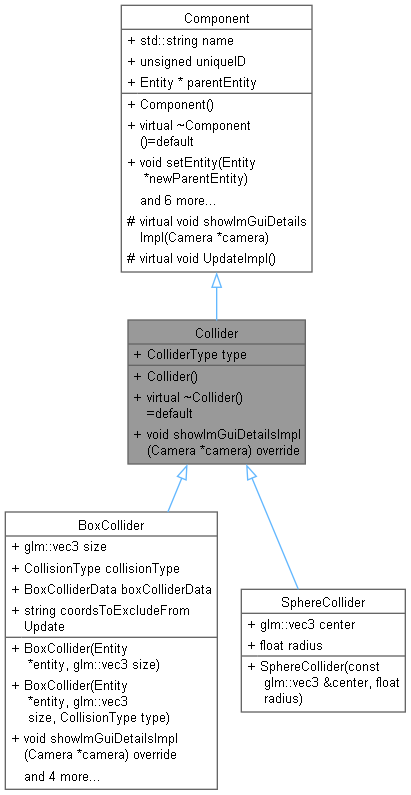 Component
+ std::string name
+ unsigned uniqueID
+ Entity * parentEntity
+ Component()
+ virtual ~Component
()=default
+ void setEntity(Entity
*newParentEntity)
and 6 more...
# virtual void showImGuiDetails
Impl(Camera *camera)
# virtual void UpdateImpl()
Collider
+ ColliderType type
+ Collider()
+ virtual ~Collider()
=default
+ void showImGuiDetailsImpl
(Camera *camera) override
BoxCollider
+ glm::vec3 size
+ CollisionType collisionType
+ BoxColliderData boxColliderData
+ string coordsToExcludeFrom
Update
+ BoxCollider(Entity
*entity, glm::vec3 size)
+ BoxCollider(Entity
*entity, glm::vec3
size, CollisionType type)
+ void showImGuiDetailsImpl
(Camera *camera) override
and 4 more...
SphereCollider
+ glm::vec3 center
+ float radius
+ SphereCollider(const
glm::vec3 &center, float
radius)